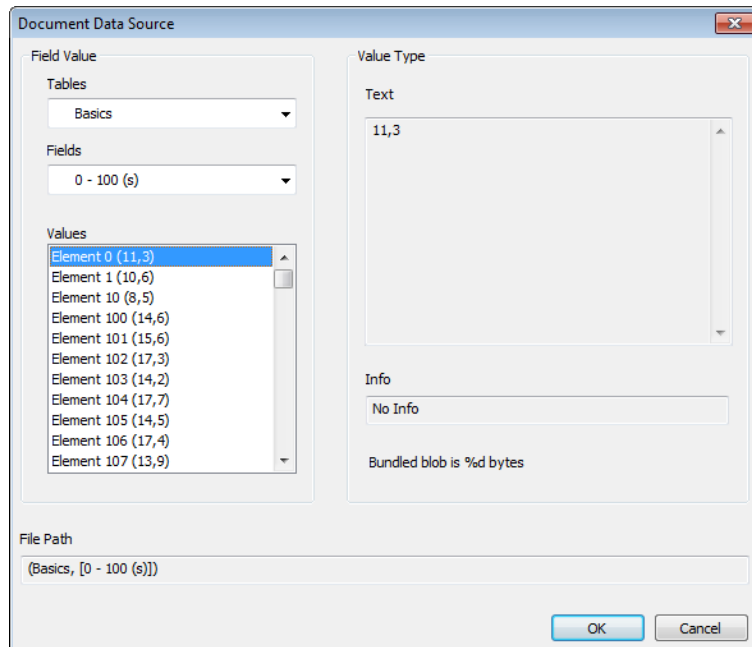 Document Data Source
Field Value
Tables
Basics
Fields
0 - 100 (s)
Values
Element 0 (11,3)
Element 1 (10,6)
Element 10 (8,5)
Element 100 (14,6)
Element 101 (15,6)
Element 102 (17,3)
Element 103 (14,2)
Element 104 (17,7)
Element 105 (14,5)
Element 106 (17,4)
Element 107 (13,9)
Value Type
Text
11,3
Info
No Info
Bundled blob is %d bytes
File Path
(Basics, [0 - 100 (s)])
OK
Cancel